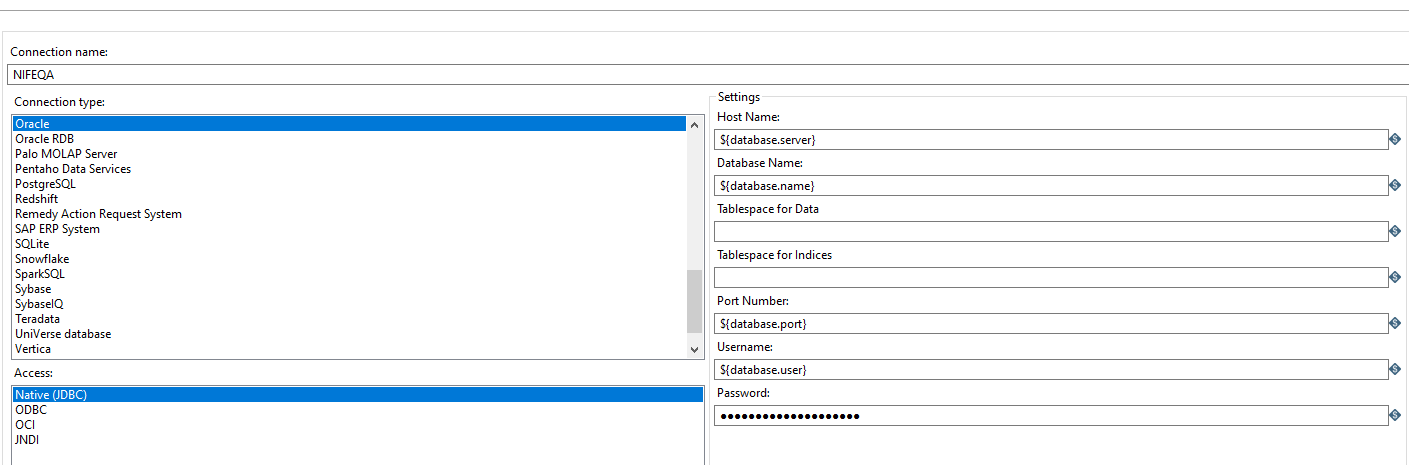 Connection name:
NIFEQA
Connection type:
Oracle
Oracle RDB
Palo MOLAP Server
Pentaho Data Services
PostgreSQL
Redshift
Remedy Action Request System
SAP ERP System
SQLite
Snowflake
SparkSQL
Sybase
SybaseIQ
Teradata
UniVerse database
Vertica
Access:
Native (JDBC)
ODBC
OCI
JNDI
Settings
Host Name:
${database.server}
Database Name:
${database.name}
Tablespace for Data
Tablespace for Indices
Port Number:
${database.port}
Username:
${database.user}
Password:
●●●●●●●●●●●●●●●●●●●●